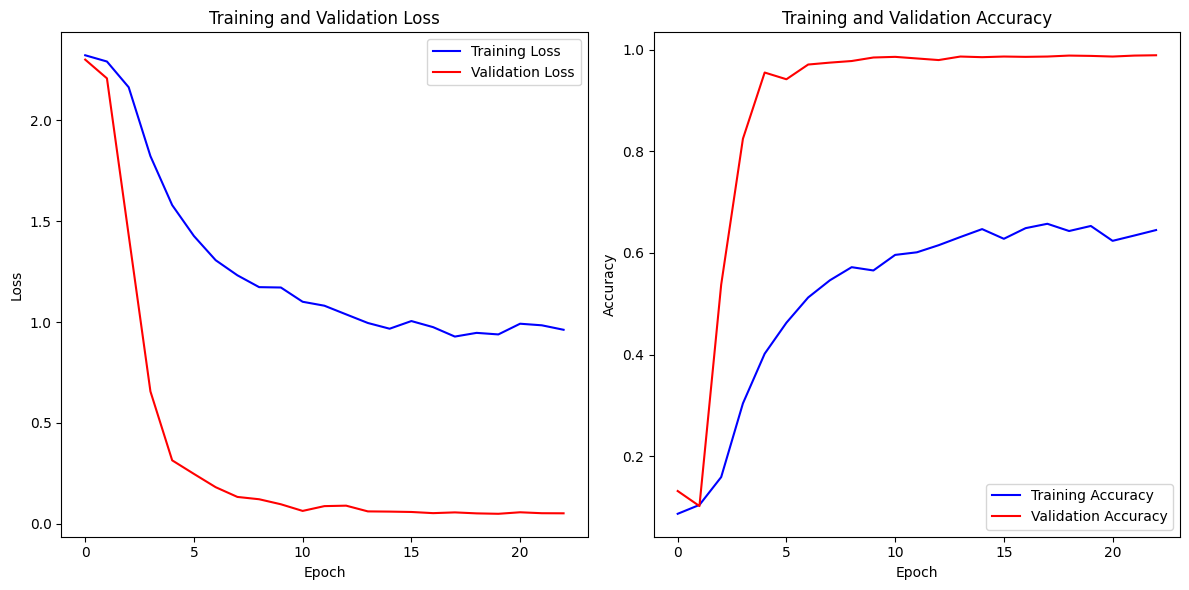 Training and Validation Loss
Training Loss
Validation Loss
2.0
1.5
1.0
0.5
0.0
Loss
0
5
10
15
20
Epoch
Training and Validation Accuracy
1.0
0.8
0.6
0.4
0.2
Accuracy
Training Accuracy
Validation Accuracy
0
5
10
15
20
Epoch